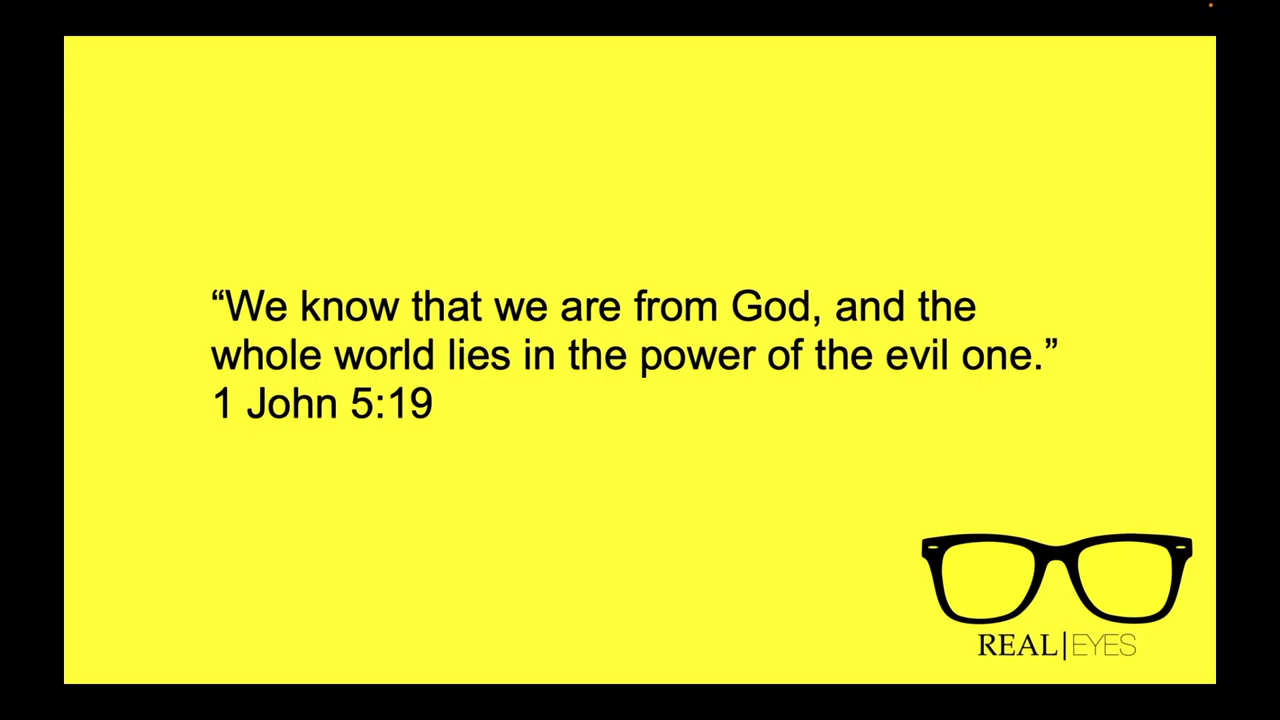 “We know that we are from God, and the
whole world lies in the power of the evil one.”
1 John 5:19
REAL|EYES